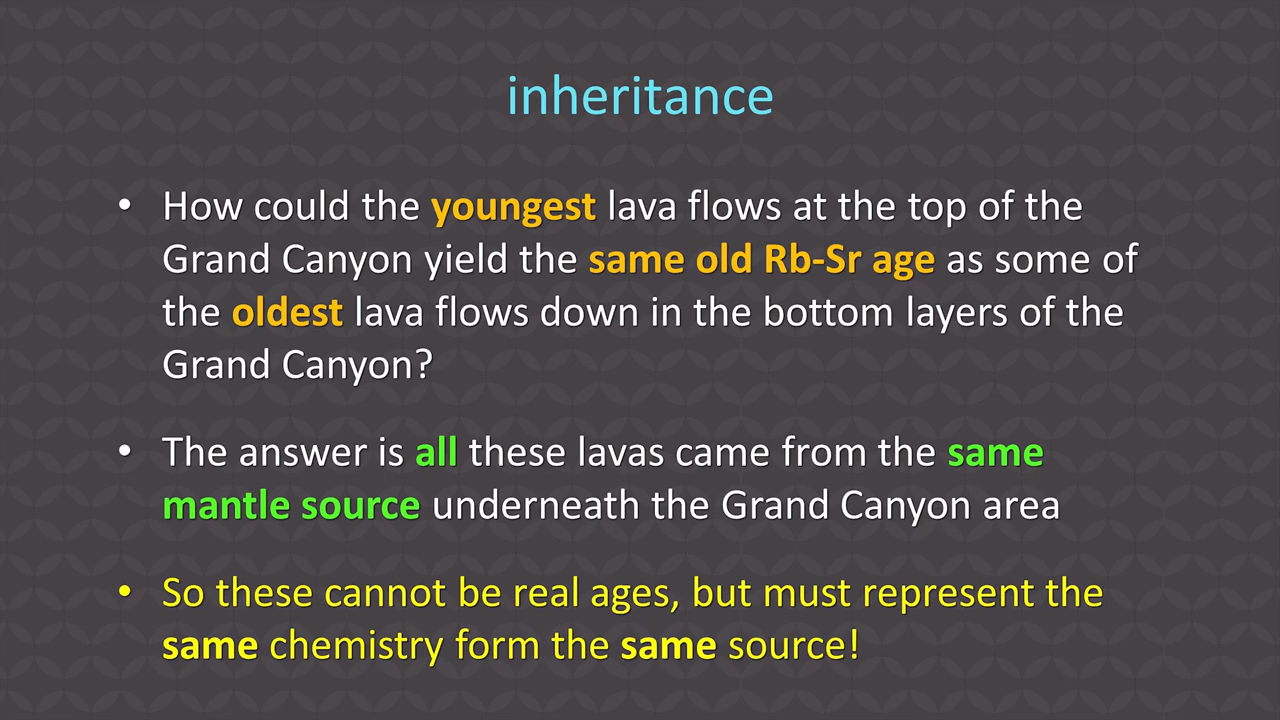 inheritance
• How could the youngest lava flows at the top of the
Grand Canyon yield the same old Rb-Sr age as some of
the oldest lava flows down in the bottom layers of the
Grand Canyon?
• The answer is all these lavas came from the same
mantle source underneath the Grand Canyon area
• So these cannot be real ages, but must represent the
same chemistry form the same source!